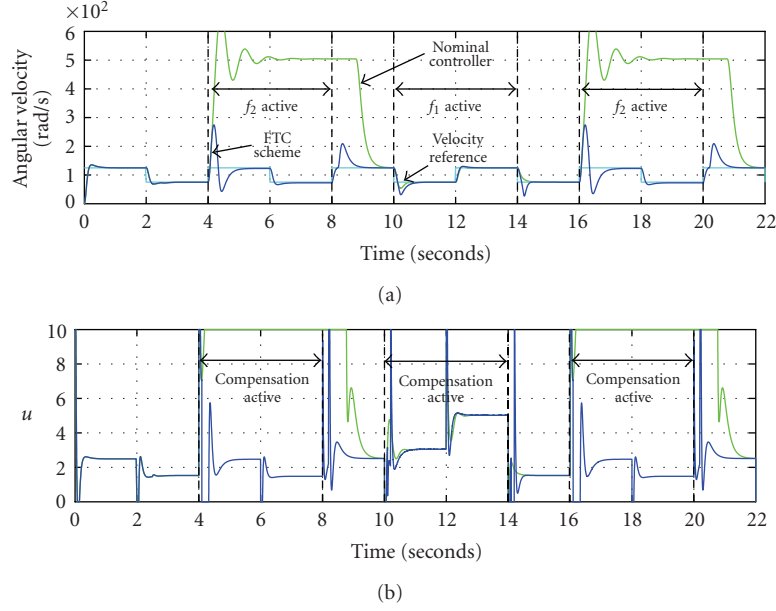 ×10²
6
5
4
3
2
1
0
Angular velocity
(rad/s)
Nominal
controller
f₂ active
f₁ active
f₂ active
FTC
scheme
Velocity
reference
0 2 4 6 8 10 12 14 16 18 20 22
Time (seconds)
(a)
10
8
6
4
2
0
u
Compensation
active
Compensation
active
Compensation
active
0 2 4 6 8 10 12 14 16 18 20 22
Time (seconds)
(b)